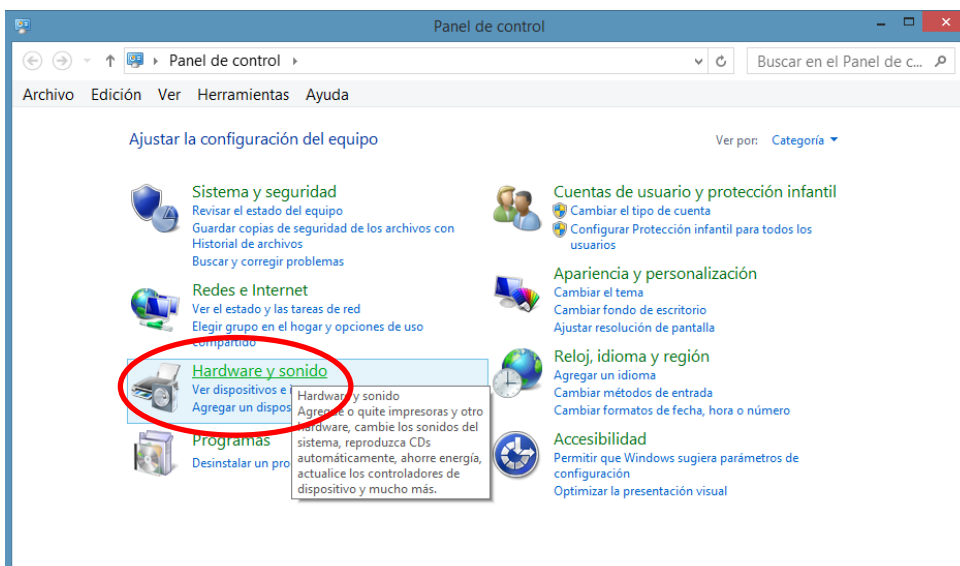 Panel de control
Panel de control
Buscar en el Panel de c...
Archivo Edición Ver Herramientas Ayuda
Ajustar la configuración del equipo
Ver por: Categoría
Sistema y seguridad
Revisar el estado del equipo
Guardar copias de seguridad de los archivos con
Historial de archivos
Buscar y corregir problemas
Redes e Internet
Ver el estado y las tareas de red
Elegir grupo en el hogar y opciones de uso
compartido
Hardware y sonido
Ver dispositivos e
Agregar un
Hardware y sonido
Agregue o quite impresoras y otro
hardware, cambie los sonidos del
sistema, reproduzca CDs
automáticamente, ahorre energía,
actualice los controladores de
dispositivo y mucho más.
Programas
Desinstalar un
Cuentas de usuario y protección infantil
Cambiar el tipo de cuenta
Configurar Protección infantil para todos los
usuarios
Apariencia y personalización
Cambiar el tema
Cambiar fondo de escritorio
Ajustar resolución de pantalla
Reloj, idioma y región
Agregar un idioma
Cambiar métodos de entrada
Cambiar formatos de fecha, hora o número
Accesibilidad
Permitir que Windows sugiera parámetros de
configuración
Optimizar la presentación visual